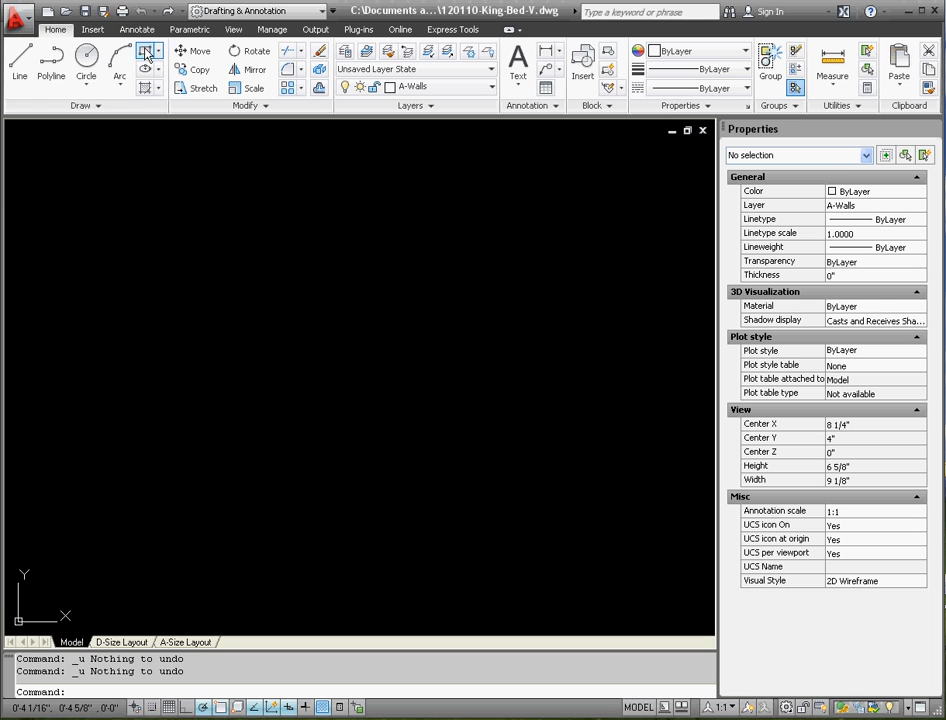 Drafting & Annotation
C:\Documents a...\120110-King-Bed-V.dwg
Type a keyword or phrase
Sign In
Home
Insert
Annotate
Parametric
View
Manage
Output
Plug-ins
Online
Express Tools
Line
Polyline
Circle
Arc
Move
Rotate
Copy
Mirror
Stretch
Scale
Unsaved Layer State
A-Walls
Text
Insert
ByLayer
ByLayer
ByLayer
Group
Measure
Paste
Draw
Modify
Layers
Annotation
Block
Properties
Groups
Utilities
Clipboard
Properties
No selection
General
Color ByLayer
Layer A-Walls
Linetype ByLayer
Linetype scale 1.0000
Lineweight ByLayer
Transparency ByLayer
Thickness 0"
3D Visualization
Material ByLayer
Shadow display Casts and Receives Sha...
Plot style
Plot style ByLayer
Plot style table None
Plot table attached to Model
Plot table type Not available
View
Center X 8 1/4"
Center Y 4"
Center Z 0"
Height 6 5/8"
Width 9 1/8"
Misc
Annotation scale 1:1
UCS icon On Yes
UCS icon at origin Yes
UCS per viewport Yes
UCS Name
Visual Style 2D Wireframe
Y
X
Model
D-Size Layout
A-Size Layout
Command: _u Nothing to undo
Command: _u Nothing to undo
Command:
0'-4 1/16", 0'-4 5/8", 0'-0"
MODEL
1:1